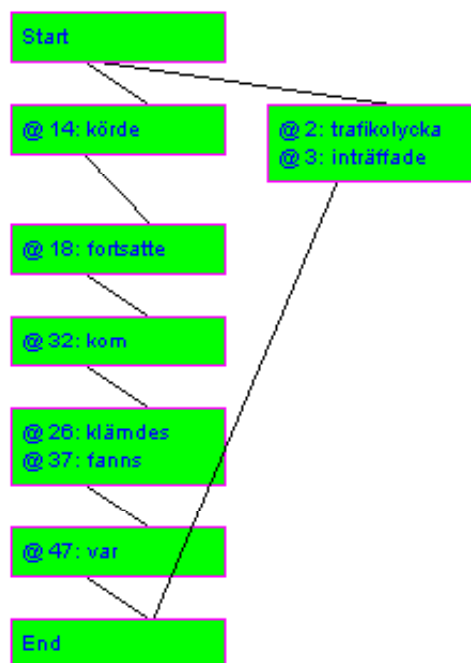 Start
@ 14: körde
@ 2: trafikolycka
@ 3: inträffade
@ 18: fortsatte
@ 32: kom
@ 26: klämdes
@ 37: fanns
@ 47: var
End